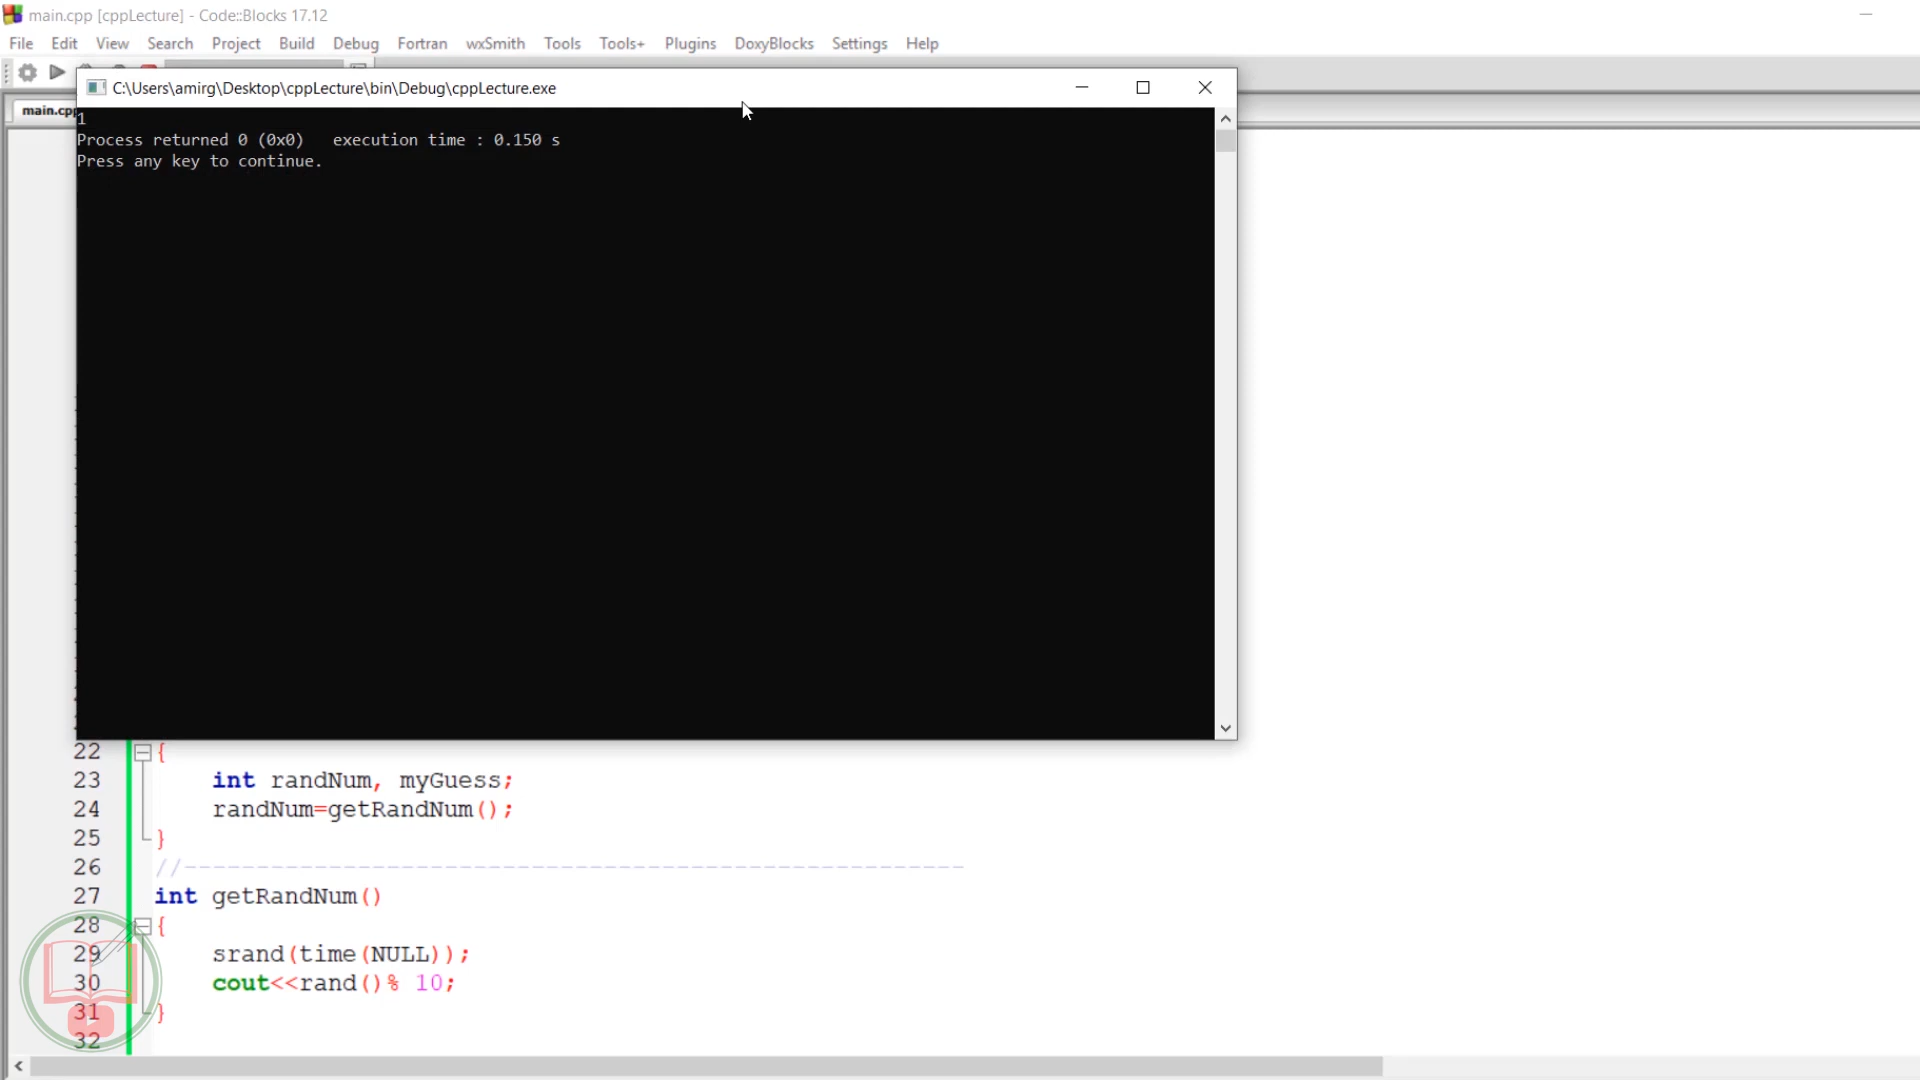 main.cpp [cppLecture] - Code::Blocks 17.12
File Edit View Search Project Build Debug Fortran wxSmith Tools Tools+ Plugins DoxyBlocks Settings Help
C:\Users\amirg\Desktop\cppLecture\bin\Debug\cppLecture.exe
main.cpp
1
Process returned 0 (0x0)   execution time : 0.150 s
Press any key to continue.
22 {
23 int randNum, myGuess;
24 randNum=getRandNum();
25 }
26 //------------------------------------------------------
27 int getRandNum()
28 {
29 srand(time(NULL));
30 cout<<rand()% 10;
31 }
32